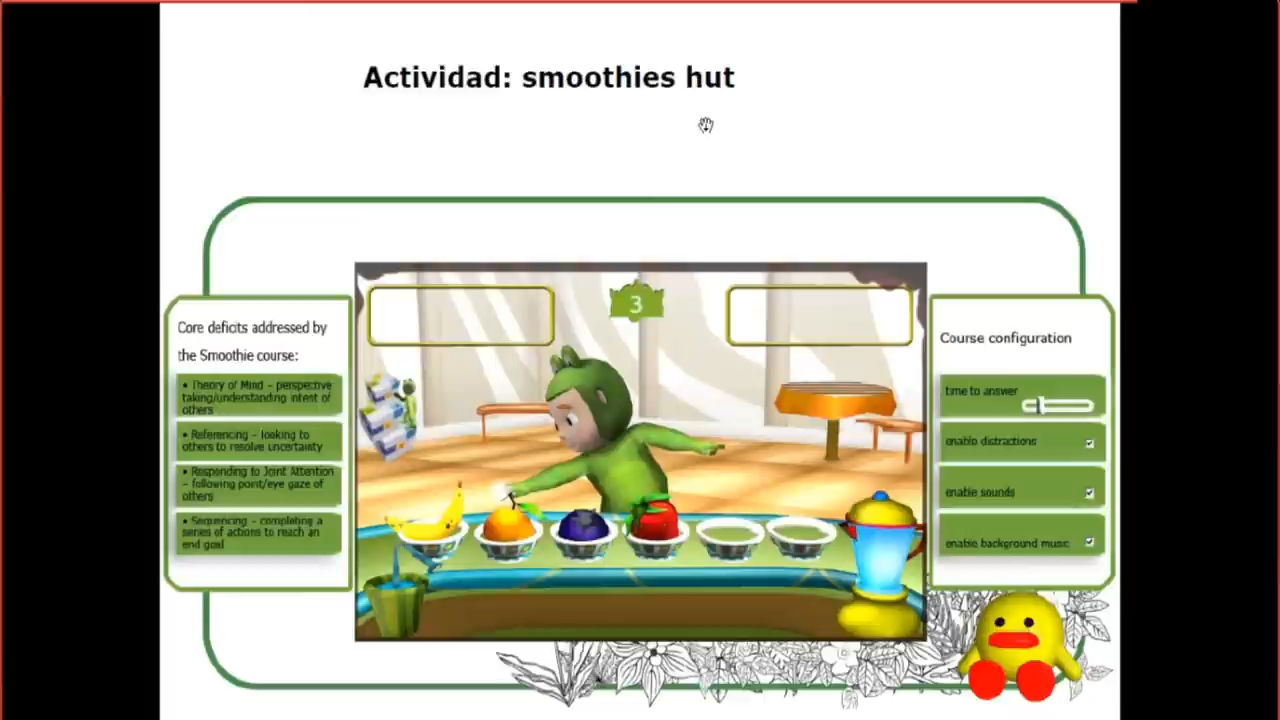 Actividad: smoothies hut
3
Core deficits addressed by
the Smoothie course:
• Theory of Mind – perspective
taking/understanding intent of
others
• Referencing – looking to
others to resolve uncertainty
• Responding to Joint Attention
– following point/eye gaze of
others
• Sequencing – completing a
series of actions to reach an
end goal
Course configuration
time to answer
enable distractions
enable sounds
enable background music